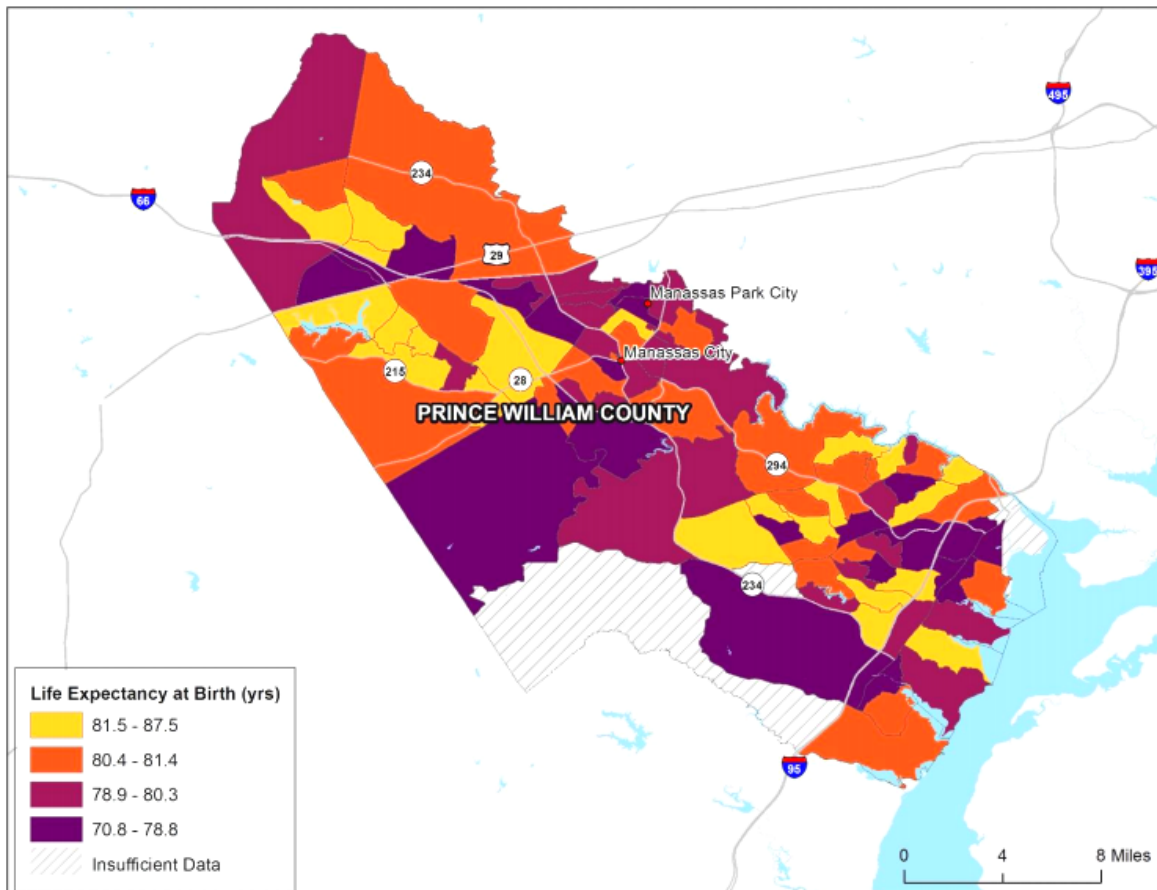 495
66
395
234
29
Manassas Park City
Manassas City
215
28
PRINCE WILLIAM COUNTY
294
234
Life Expectancy at Birth (yrs)
81.5 - 87.5
80.4 - 81.4
78.9 - 80.3
70.8 - 78.8
Insufficient Data
95
0 4 8 Miles